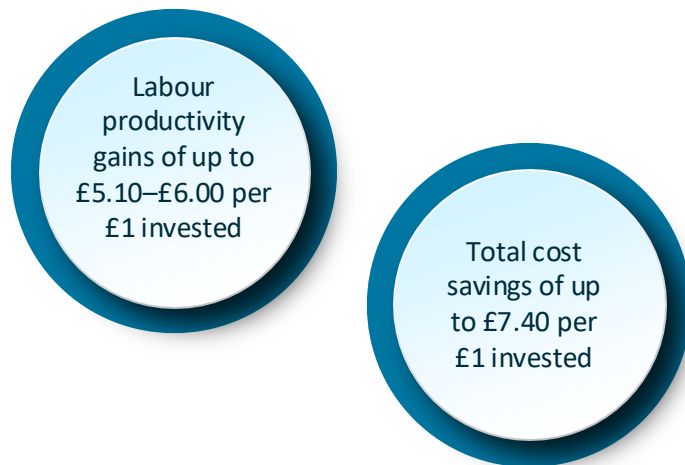 Labour
productivity
gains of up to
£5.10–£6.00 per
£1 invested
Total cost
savings of up
to £7.40 per
£1 invested